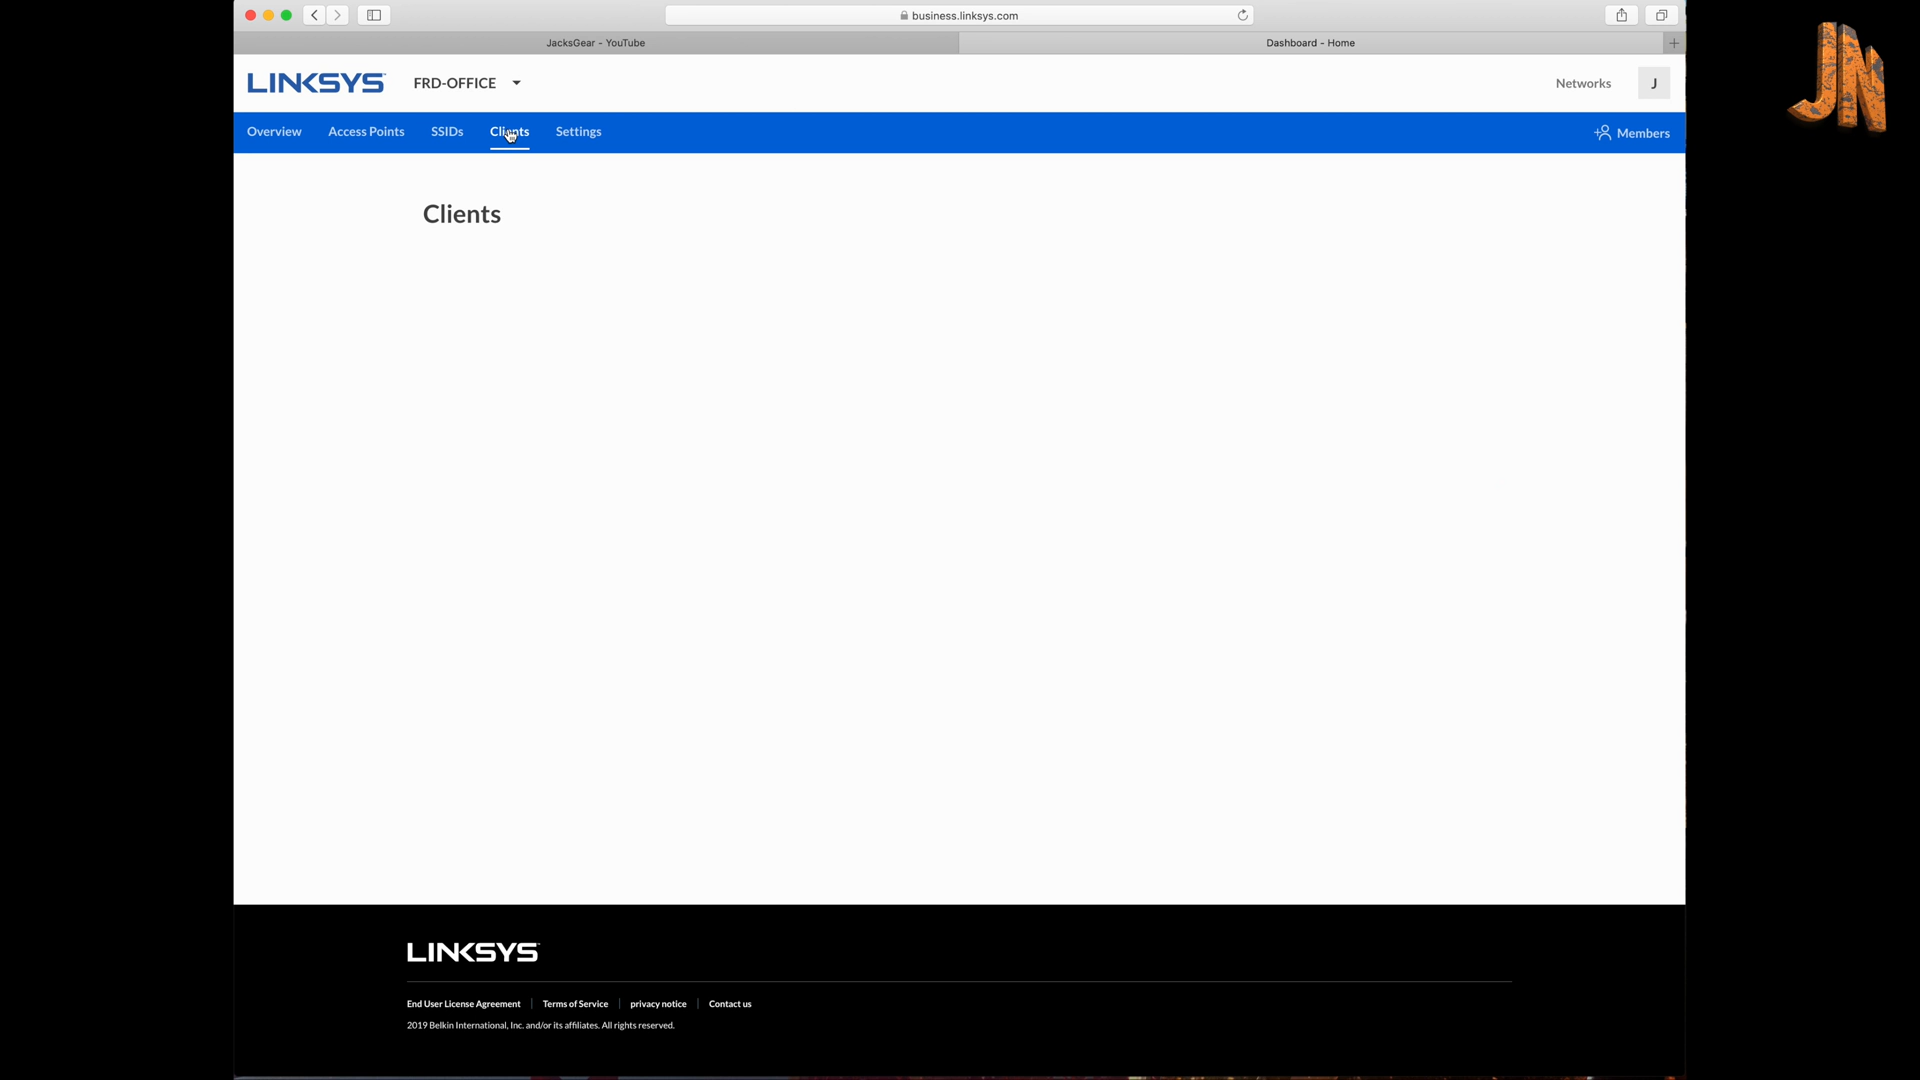 business.linksys.com
JacksGear - YouTube
Dashboard - Home
LINKSYS FRD-OFFICE
Networks
J
JN
Overview Access Points SSIDs Clients Settings
Members
Clients
LINKSYS
End User License Agreement Terms of Service privacy notice Contact us
2019 Belkin International, Inc. and/or its affiliates. All rights reserved.